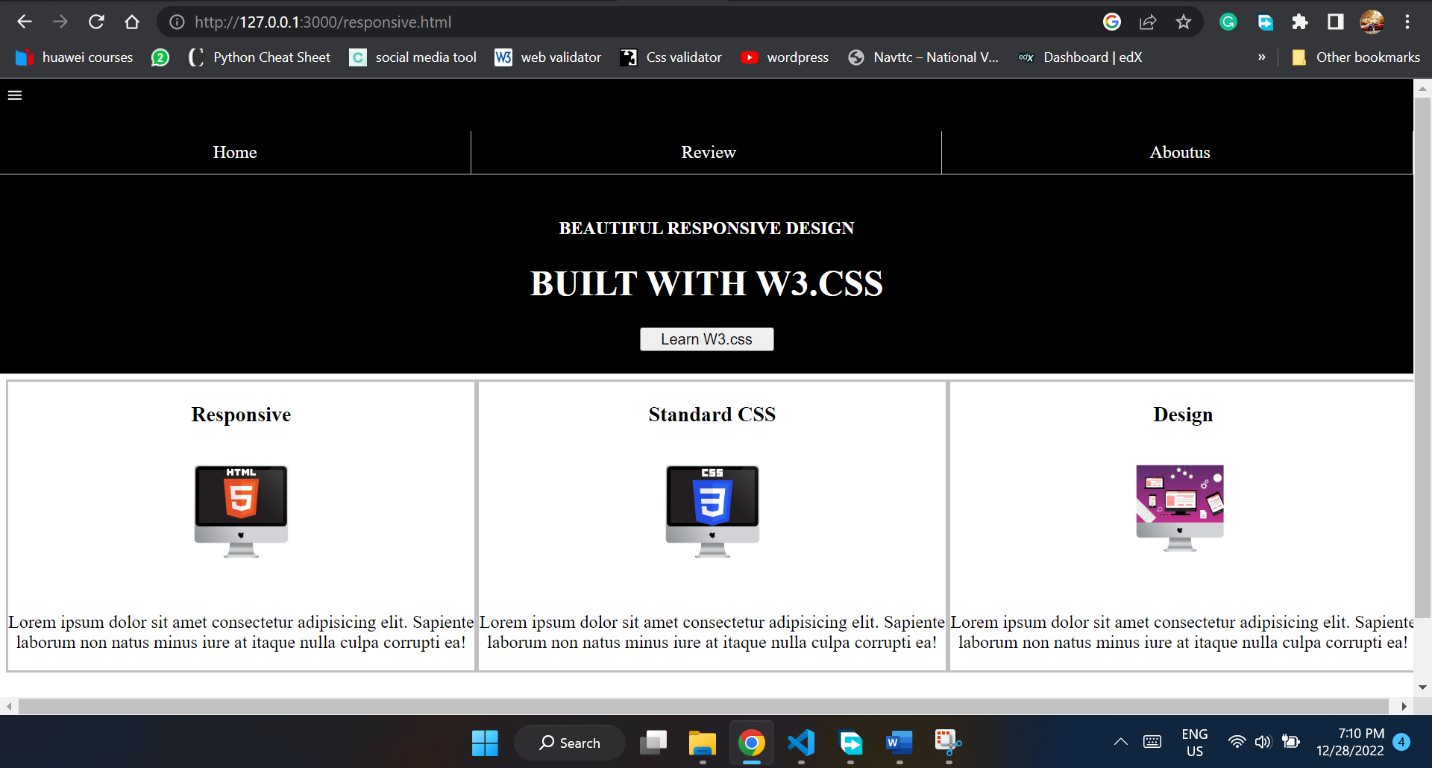 http://127.0.0.1:3000/responsive.html
huawei courses
2
Python Cheat Sheet
C
social media tool
W3
web validator
Css validator
wordpress
Navttc – National V...
edX
Dashboard | edX
»
Other bookmarks
Home
Review
Aboutus
BEAUTIFUL RESPONSIVE DESIGN
BUILT WITH W3.CSS
Learn W3.css
Responsive
Standard CSS
Design
HTML
5
CSS
3
Lorem ipsum dolor sit amet consectetur adipisicing elit. Sapiente
laborum non natus minus iure at itaque nulla culpa corrupti ea!
Lorem ipsum dolor sit amet consectetur adipisicing elit. Sapiente
laborum non natus minus iure at itaque nulla culpa corrupti ea!
Lorem ipsum dolor sit amet consectetur adipisicing elit. Sapiente
laborum non natus minus iure at itaque nulla culpa corrupti ea!
Search
W
ENG
US
7:10 PM
12/28/2022
4